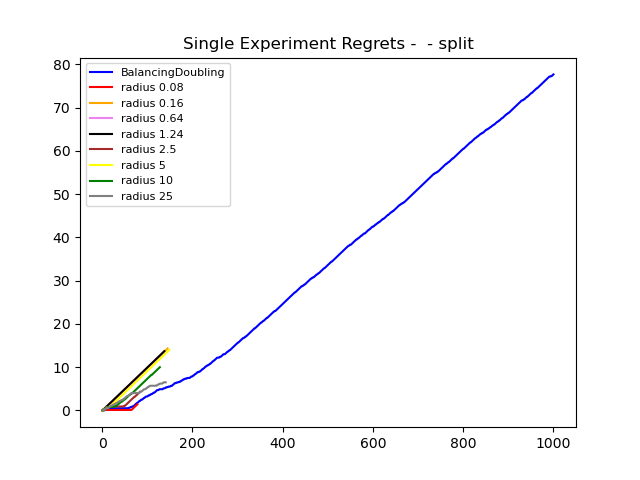 Single Experiment Regrets -  - split
BalancingDoubling
radius 0.08
radius 0.16
radius 0.64
radius 1.24
radius 2.5
radius 5
radius 10
radius 25
80
70
60
50
40
30
20
10
0
0 200 400 600 800 1000